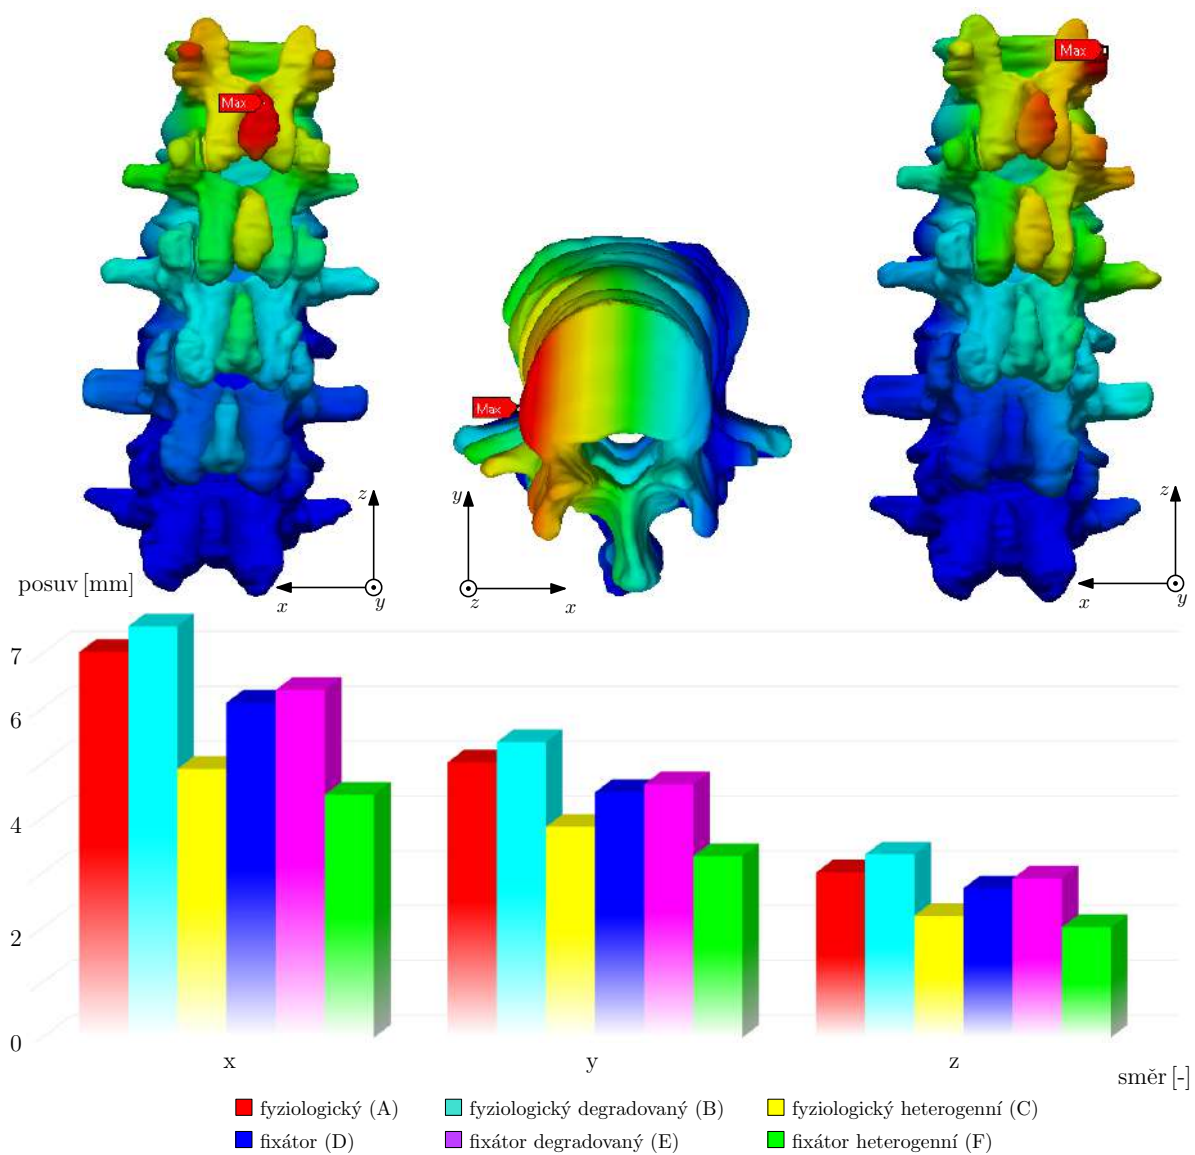 Max
Max
Max
z
x
y
y
z
x
z
x
y
posuv [mm]
7
6
4
2
0
x
y
z
směr [-]
fyziologický (A)
fyziologický degradovaný (B)
fyziologický heterogenní (C)
fixátor (D)
fixátor degradovaný (E)
fixátor heterogenní (F)